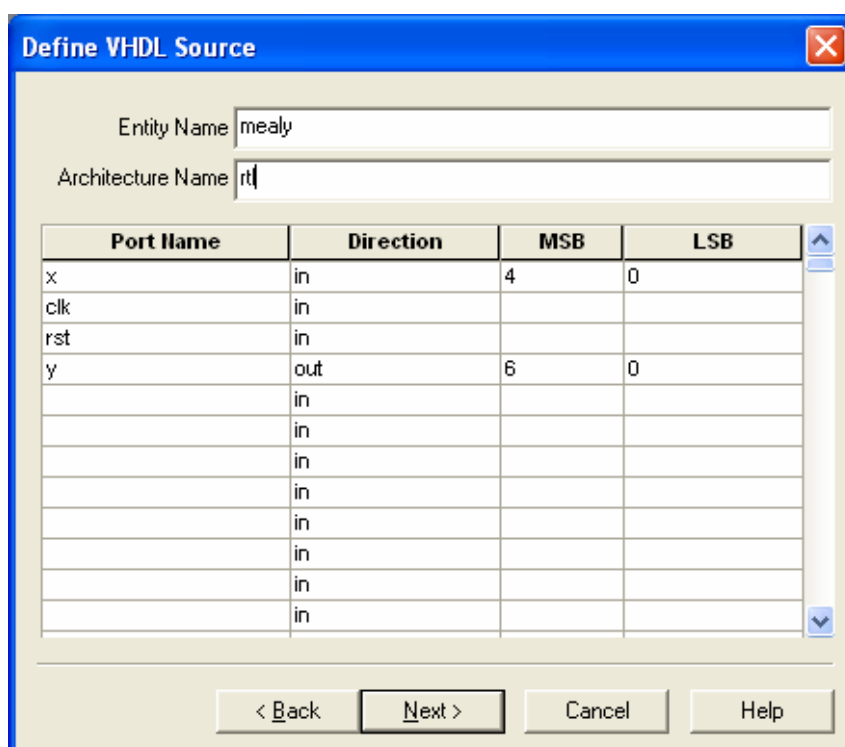 Define VHDL Source
Entity Name mealy
Architecture Name rtl
Port Name Direction MSB LSB
x in 4 0
clk in
rst in
y out 6 0
in
in
in
in
in
in
in
in
< Back Next > Cancel Help